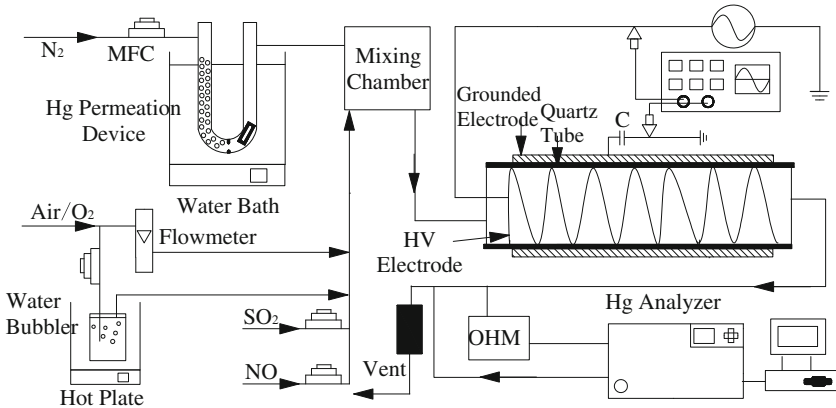 N2
MFC
Hg Permeation
Device
Water Bath
Mixing
Chamber
Grounded
Electrode
Quartz
Tube
C
HV
Electrode
Air/O2
Flowmeter
Water
Bubbler
Hot Plate
SO2
NO
Vent
OHM
Hg Analyzer